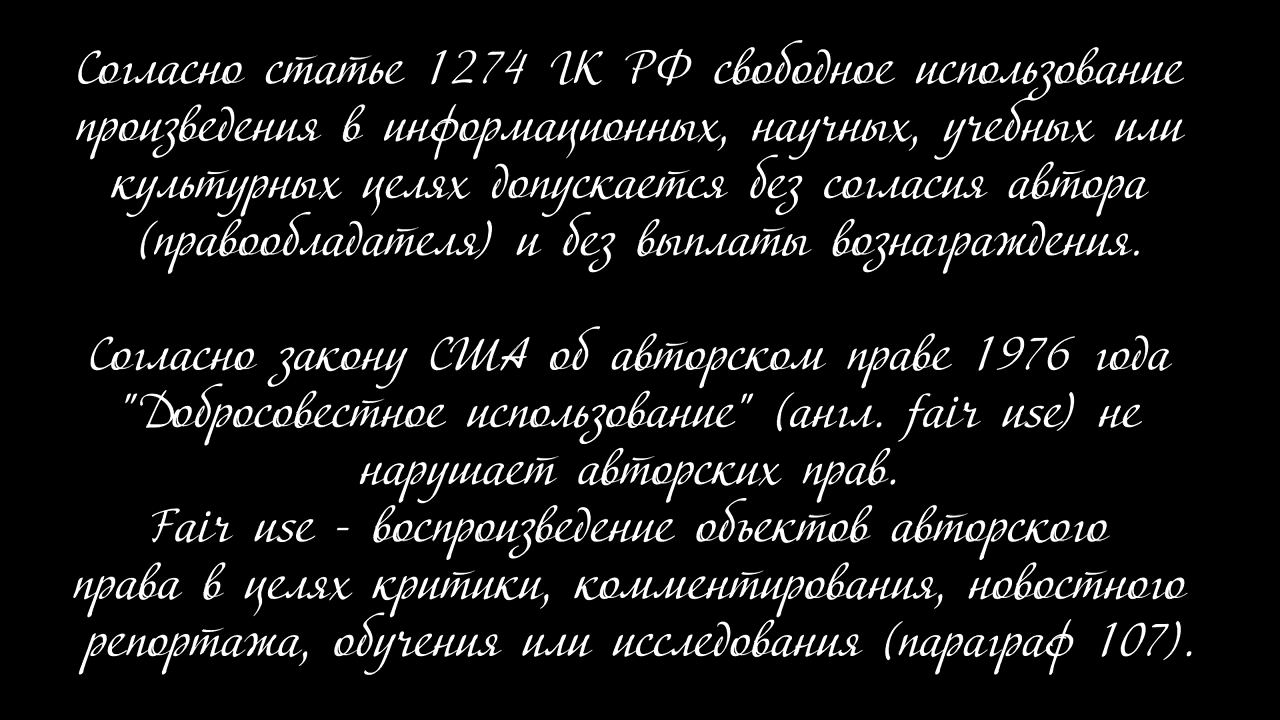 Согласно статье 1274 ГК РФ свободное использование
произведения в информационных, научных, учебных или
культурных целях допускается без согласия автора
(правообладателя) и без выплаты вознаграждения.
Согласно закону США об авторском праве 1976 года
"Добросовестное использование" (англ. fair use) не
нарушает авторских прав.
Fair use - воспроизведение объектов авторского
права в целях критики, комментирования, новостного
репортажа, обучения или исследования (параграф 107).